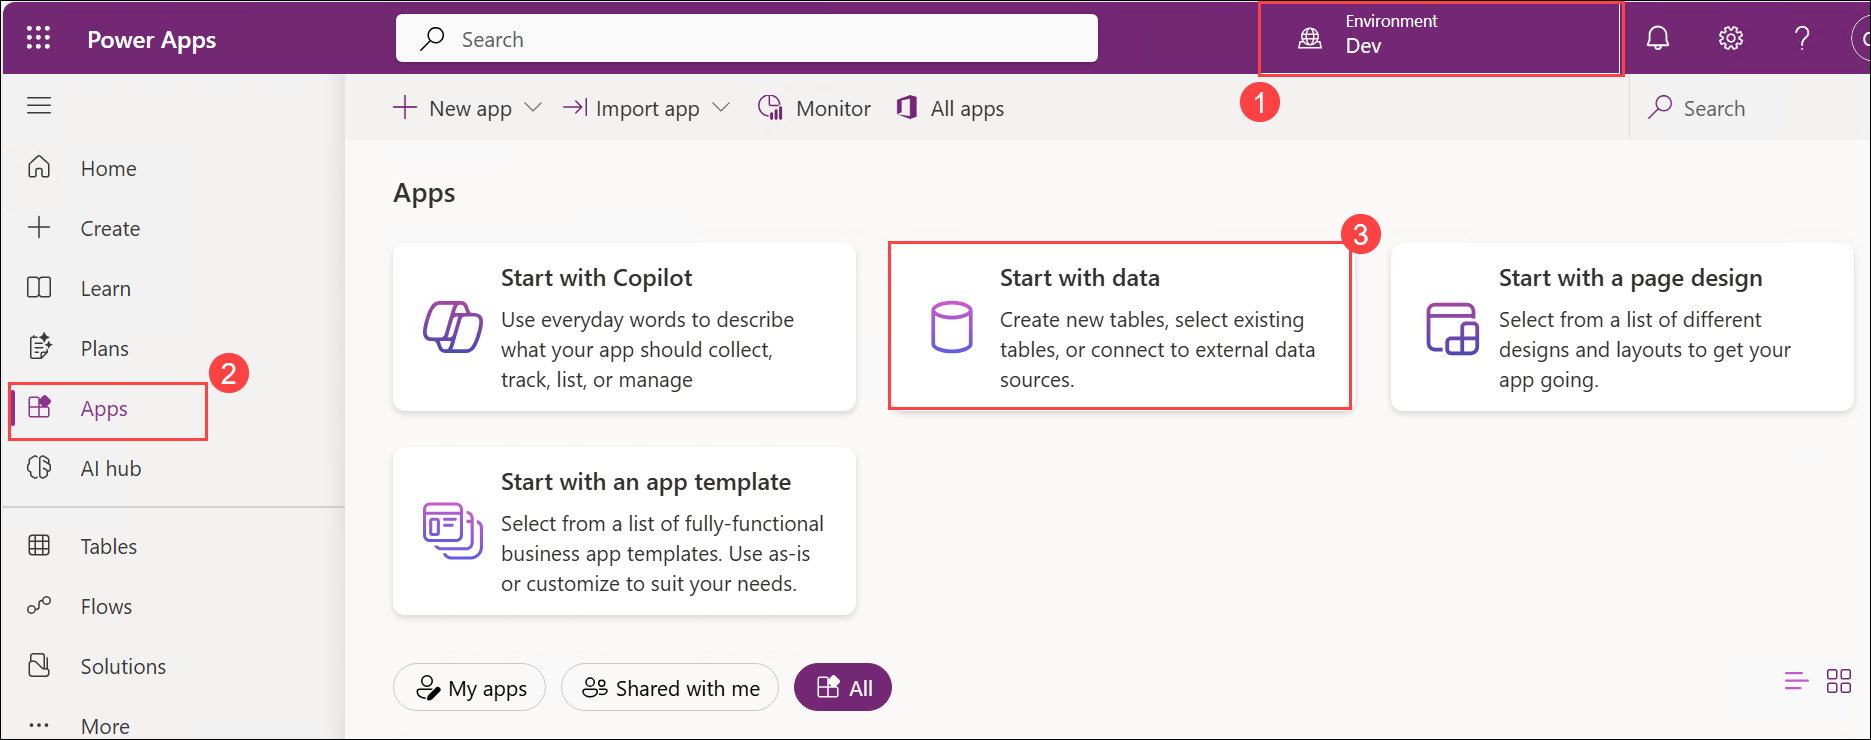 Power Apps
Search
Environment
Dev
1
New app
Import app
Monitor
All apps
Search
Home
Create
Learn
Plans
2
Apps
AI hub
Tables
Flows
Solutions
More
Apps
Start with Copilot
Use everyday words to describe
what your app should collect,
track, list, or manage
3
Start with data
Create new tables, select existing
tables, or connect to external data
sources.
Start with a page design
Select from a list of different
designs and layouts to get your
app going.
Start with an app template
Select from a list of fully-functional
business app templates. Use as-is
or customize to suit your needs.
My apps
Shared with me
All